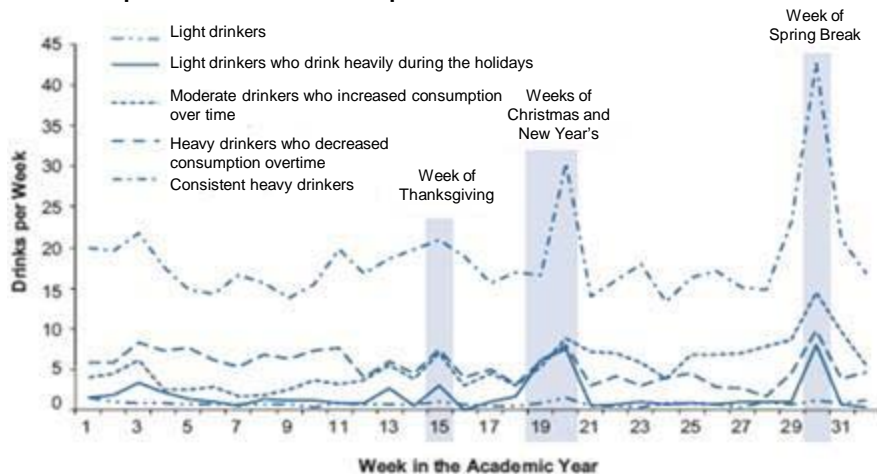 Week of
Spring Break
Light drinkers
Light drinkers who drink heavily during the holidays
Moderate drinkers who increased consumption
over time
Heavy drinkers who decreased
consumption overtime
Consistent heavy drinkers
Weeks of
Christmas and
New Year's
Week of
Thanksgiving
Drinks per Week
45
40
35
30
25
20
15
10
5
0
1 3 5 7 9 11 13 15 17 19 21 23 25 27 29 31
Week in the Academic Year